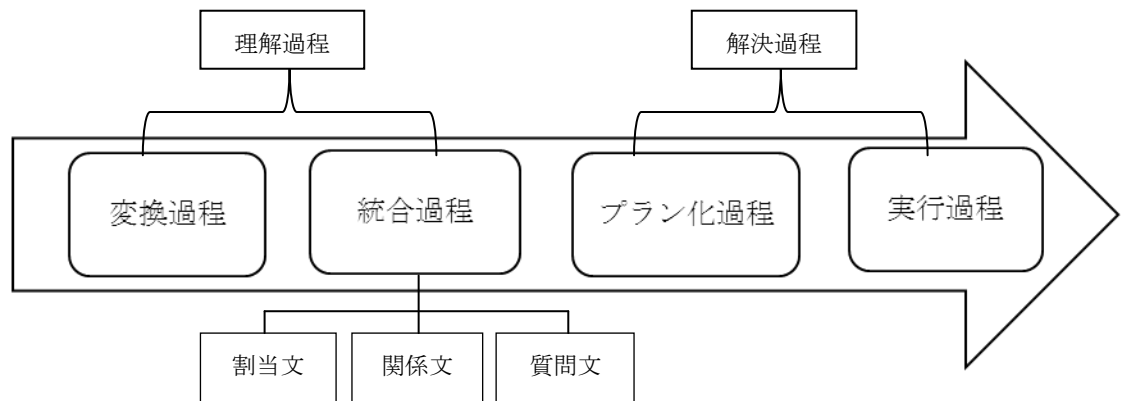 理解過程
解決過程
変換過程
統合過程
プラン化過程
実行過程
割当文
関係文
質問文